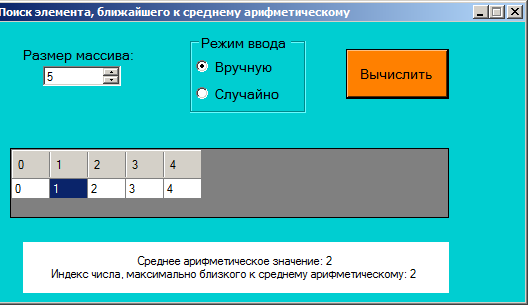 Поиск элемента, ближайшего к среднему арифметическому
Размер массива:
5
Режим ввода
Вручную
Случайно
Вычислить
0 1 2 3 4
0 1 2 3 4
Среднее арифметическое значение: 2
Индекс числа, максимально близкого к среднему арифметическому: 2